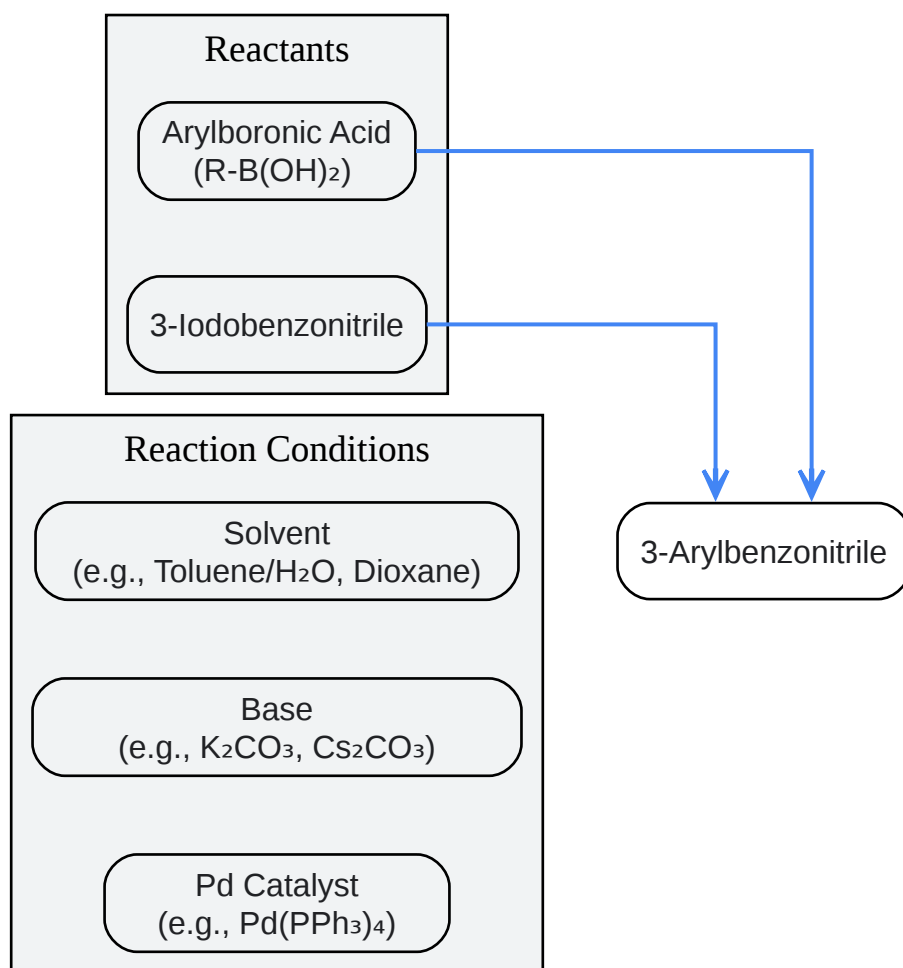 Reactants
Arylboronic Acid
(R-B(OH)₂)
3-Iodobenzonitrile
Reaction Conditions
Solvent
(e.g., Toluene/H₂O, Dioxane)
3-Arylbenzonitrile
Base
(e.g., K₂CO₃, Cs₂CO₃)
Pd Catalyst
(e.g., Pd(PPh₃)₄)